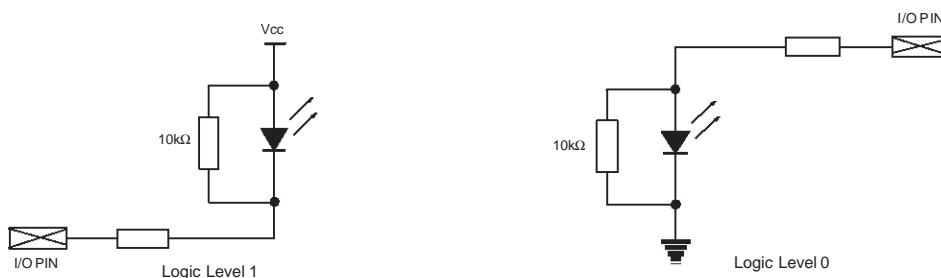 Vcc
10kΩ
I/O PIN
Logic Level 1
I/O PIN
10kΩ
Logic Level 0